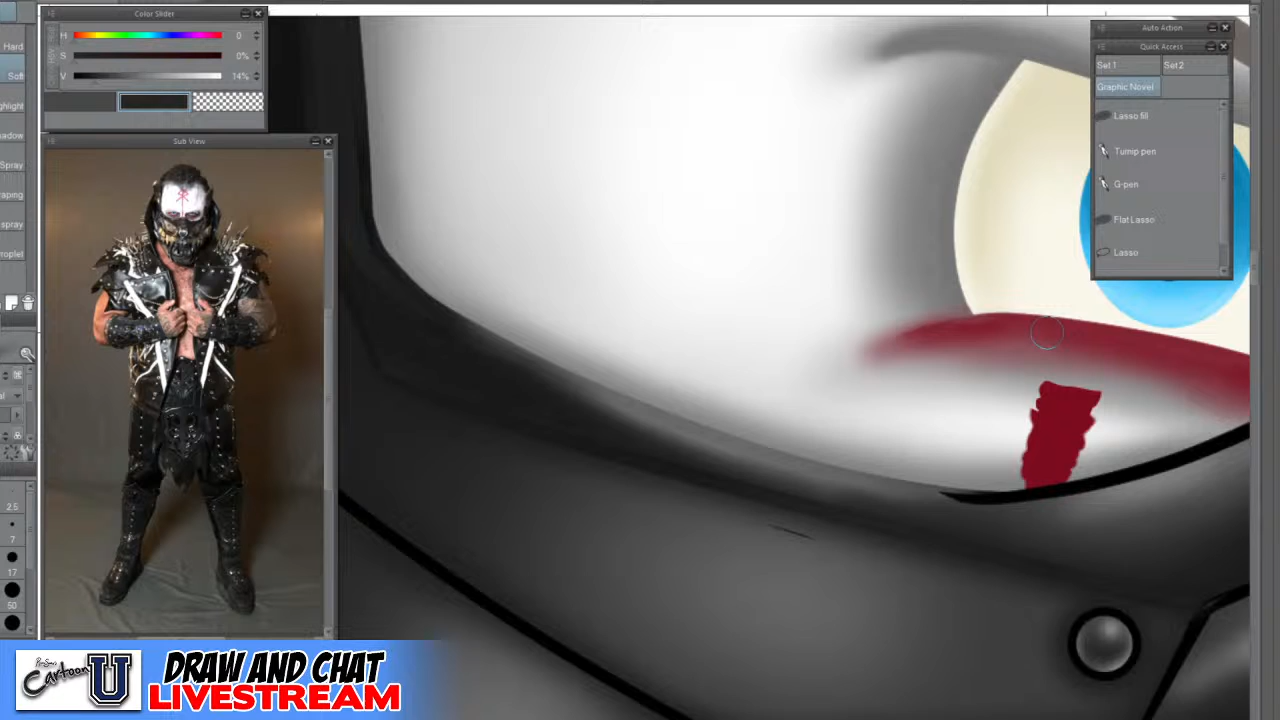 Color Slider
H 0
S 0%
V 14%
Hard
Soft
Spray
spray
Sub View
Auto Action
Quick Access
Set 1 Set 2
Graphic Novel
Lasso fill
Turnip pen
G-pen
Flat Lasso
Lasso
2.5
7
17
50
Cartoon U
DRAW AND CHAT
LIVESTREAM